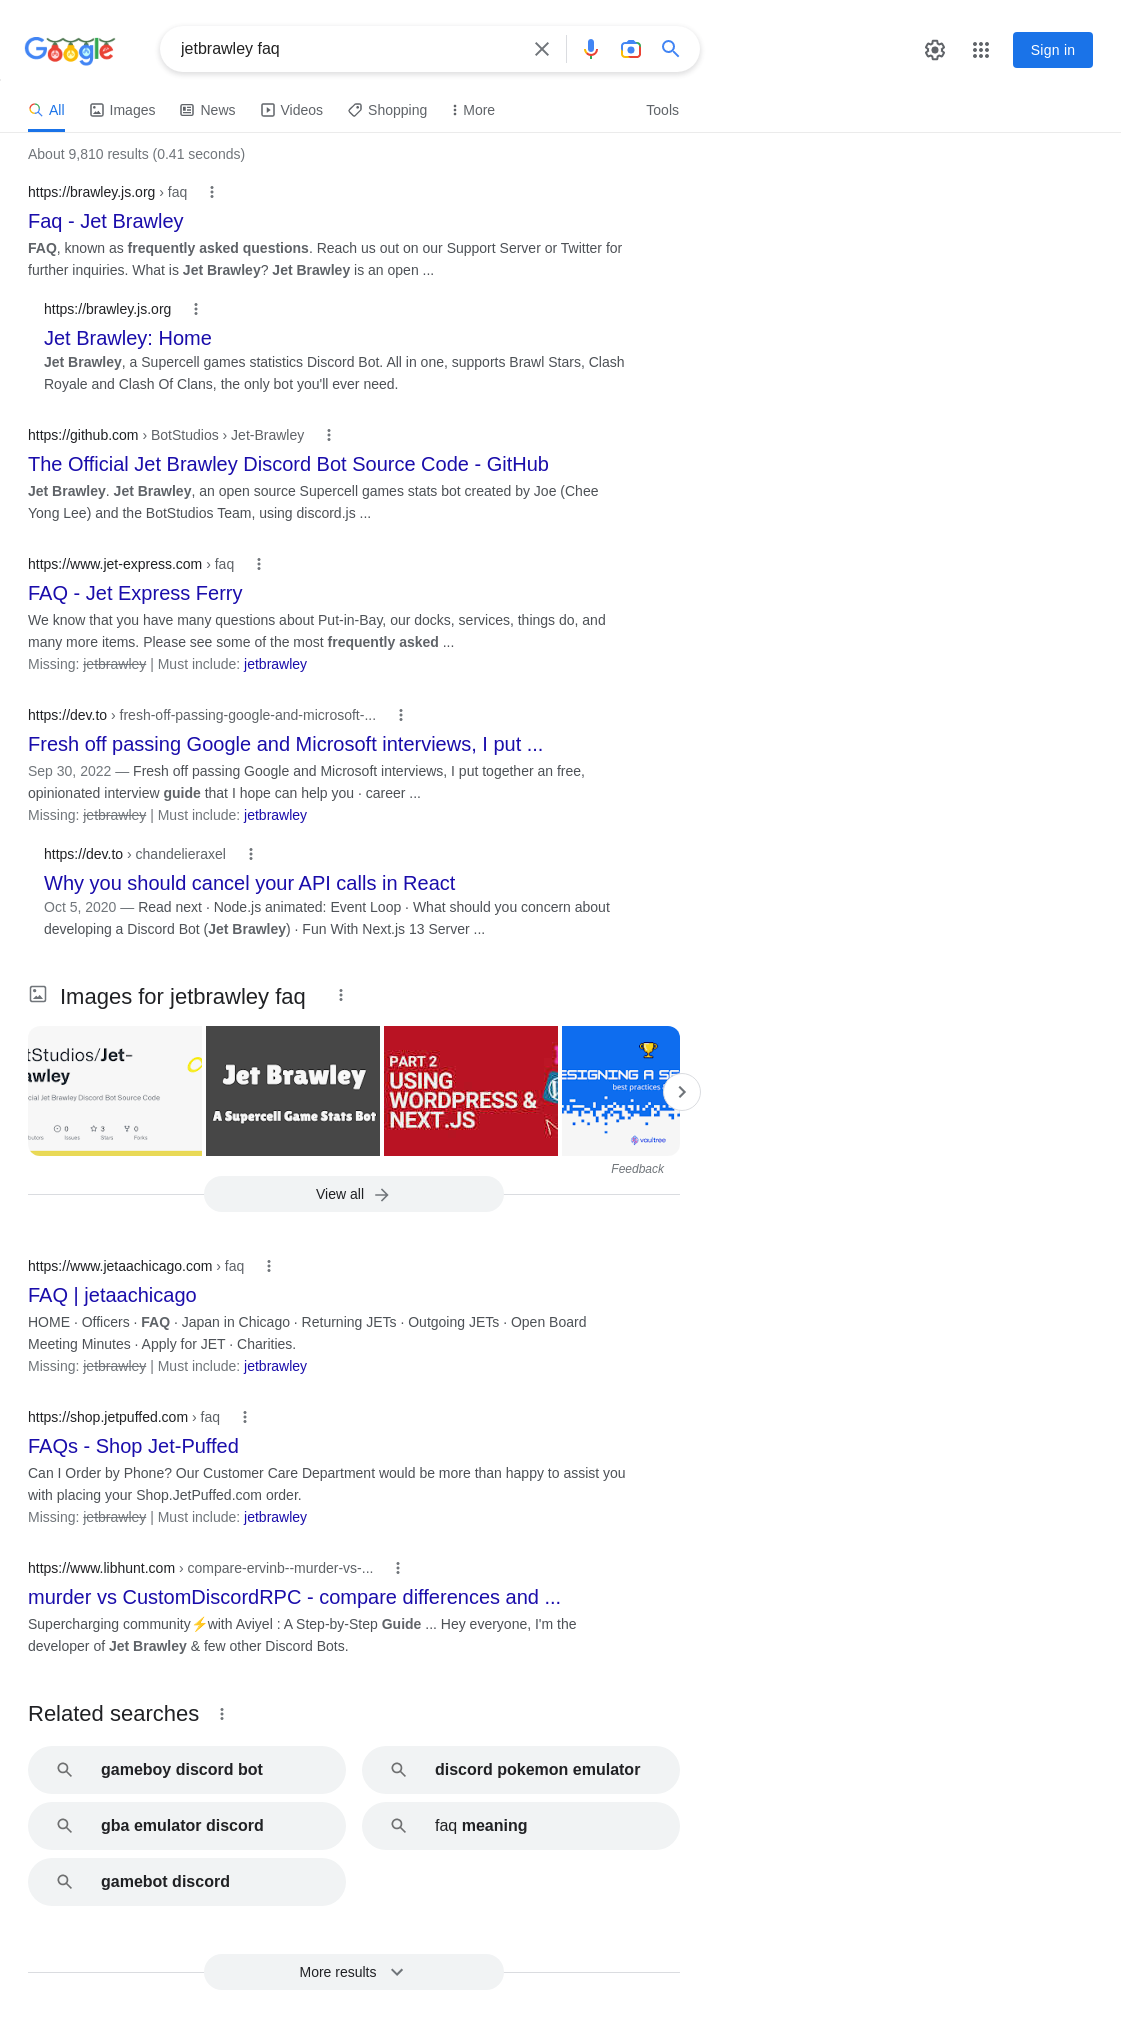 Google
jetbrawley faq
Sign in
All
Images
News
Videos
Shopping
More
Tools
About 9,810 results (0.41 seconds)
https://brawley.js.org › faq
Faq - Jet Brawley
FAQ, known as frequently asked questions. Reach us out on our Support Server or Twitter for
further inquiries. What is Jet Brawley? Jet Brawley is an open ...
https://brawley.js.org
Jet Brawley: Home
Jet Brawley, a Supercell games statistics Discord Bot. All in one, supports Brawl Stars, Clash
Royale and Clash Of Clans, the only bot you'll ever need.
https://github.com › BotStudios › Jet-Brawley
The Official Jet Brawley Discord Bot Source Code - GitHub
Jet Brawley. Jet Brawley, an open source Supercell games stats bot created by Joe (Chee
Yong Lee) and the BotStudios Team, using discord.js ...
https://www.jet-express.com › faq
FAQ - Jet Express Ferry
We know that you have many questions about Put-in-Bay, our docks, services, things do, and
many more items. Please see some of the most frequently asked ...
Missing: jetbrawley | Must include: jetbrawley
https://dev.to › fresh-off-passing-google-and-microsoft-...
Fresh off passing Google and Microsoft interviews, I put ...
Sep 30, 2022 — Fresh off passing Google and Microsoft interviews, I put together an free,
opinionated interview guide that I hope can help you · career ...
Missing: jetbrawley | Must include: jetbrawley
https://dev.to › chandelieraxel
Why you should cancel your API calls in React
Oct 5, 2020 — Read next · Node.js animated: Event Loop · What should you concern about
developing a Discord Bot (Jet Brawley) · Fun With Next.js 13 Server ...
Images for jetbrawley faq
tStudios/Jet-
awley
cial Jet Brawley Discord Bot Source Code
0
3
0
Issues
Stars
Forks
Jet Brawley
A Supercell Game Stats Bot
PART 2
USING
WORDPRESS &
NEXT.JS
ESIGNING A SE
best practices
vaultree
Feedback
View all
https://www.jetaachicago.com › faq
FAQ | jetaachicago
HOME · Officers · FAQ · Japan in Chicago · Returning JETs · Outgoing JETs · Open Board
Meeting Minutes · Apply for JET · Charities.
Missing: jetbrawley | Must include: jetbrawley
https://shop.jetpuffed.com › faq
FAQs - Shop Jet-Puffed
Can I Order by Phone? Our Customer Care Department would be more than happy to assist you
with placing your Shop.JetPuffed.com order.
Missing: jetbrawley | Must include: jetbrawley
https://www.libhunt.com › compare-ervinb--murder-vs-...
murder vs CustomDiscordRPC - compare differences and ...
Supercharging community⚡with Aviyel : A Step-by-Step Guide ... Hey everyone, I'm the
developer of Jet Brawley & few other Discord Bots.
Related searches
gameboy discord bot
discord pokemon emulator
gba emulator discord
faq meaning
gamebot discord
More results